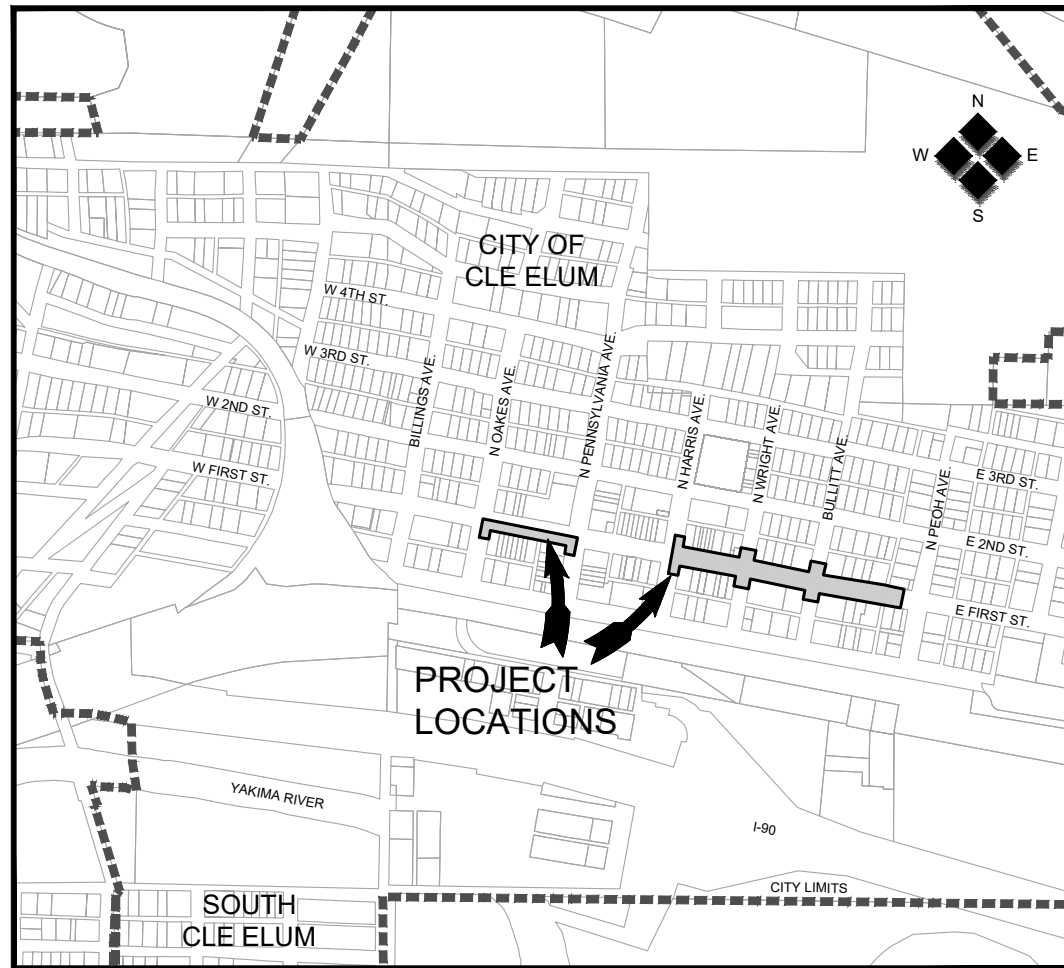 N
W
E
S
CITY OF
CLE ELUM
W 4TH ST.
W 3RD ST.
W 2ND ST.
W FIRST ST.
BILLINGS AVE.
N OAKES AVE.
N PENNSYLVANIA AVE.
N HARRIS AVE.
N WRIGHT AVE.
BULLITT AVE.
N PEOH AVE.
E 3RD ST.
E 2ND ST.
E FIRST ST.
PROJECT
LOCATIONS
YAKIMA RIVER
I-90
CITY LIMITS
SOUTH
CLE ELUM